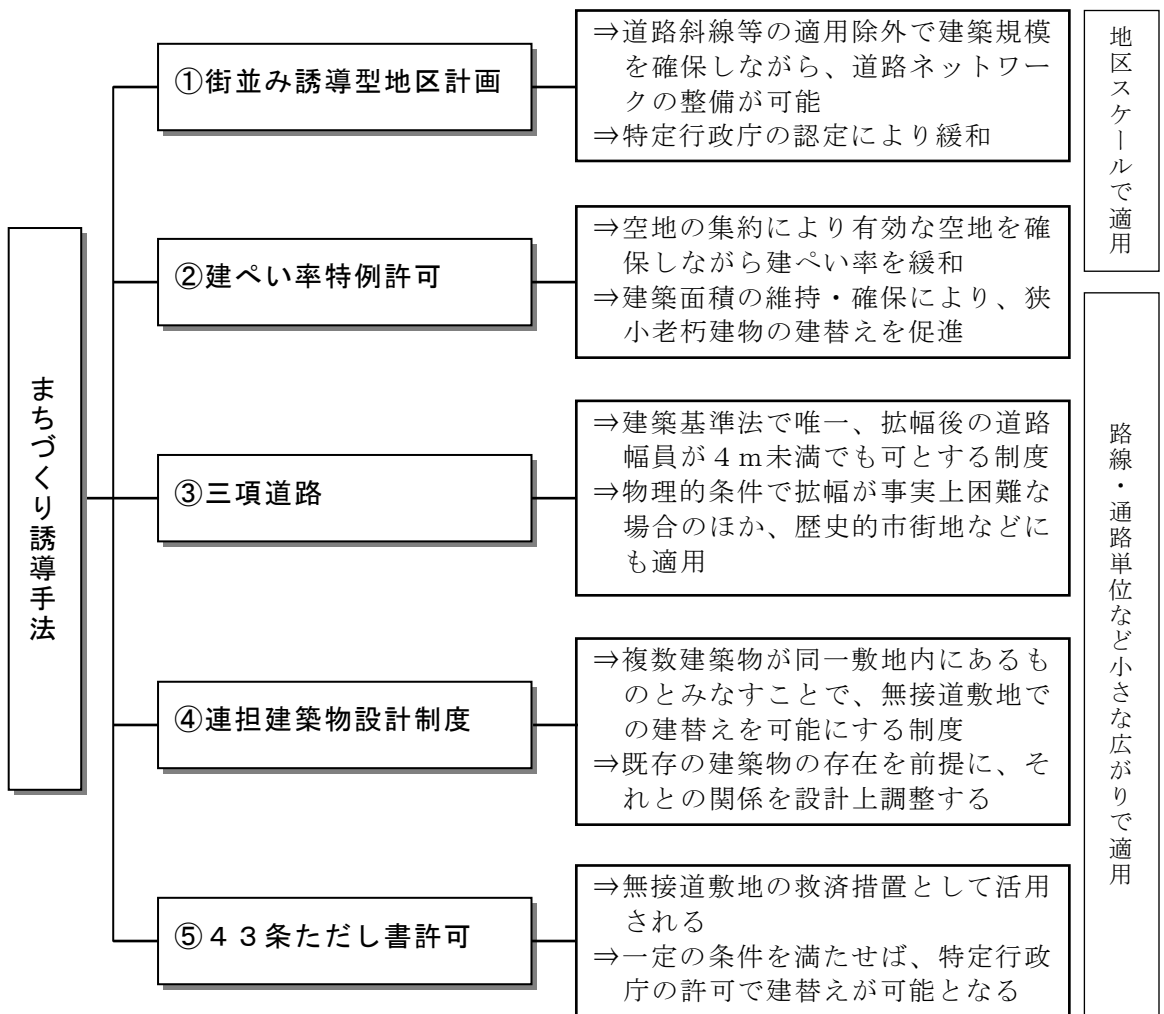 まちづくり誘導手法
①街並み誘導型地区計画
⇒道路斜線等の適用除外で建築規模
を確保しながら、道路ネットワー
クの整備が可能
⇒特定行政庁の認定により緩和
②建ぺい率特例許可
⇒空地の集約により有効な空地を確
保しながら建ぺい率を緩和
⇒建築面積の維持・確保により、狭
小老朽建物の建替えを促進
③三項道路
⇒建築基準法で唯一、拡幅後の道路
幅員が４ｍ未満でも可とする制度
⇒物理的条件で拡幅が事実上困難な
場合のほか、歴史的市街地などに
も適用
④連担建築物設計制度
⇒複数建築物が同一敷地内にあるも
のとみなすことで、無接道敷地で
の建替えを可能にする制度
⇒既存の建築物の存在を前提に、そ
れとの関係を設計上調整する
⑤４３条ただし書許可
⇒無接道敷地の救済措置として活用
される
⇒一定の条件を満たせば、特定行政
庁の許可で建替えが可能となる
地区スケールで適用
路線・通路単位など小さな広がりで適用